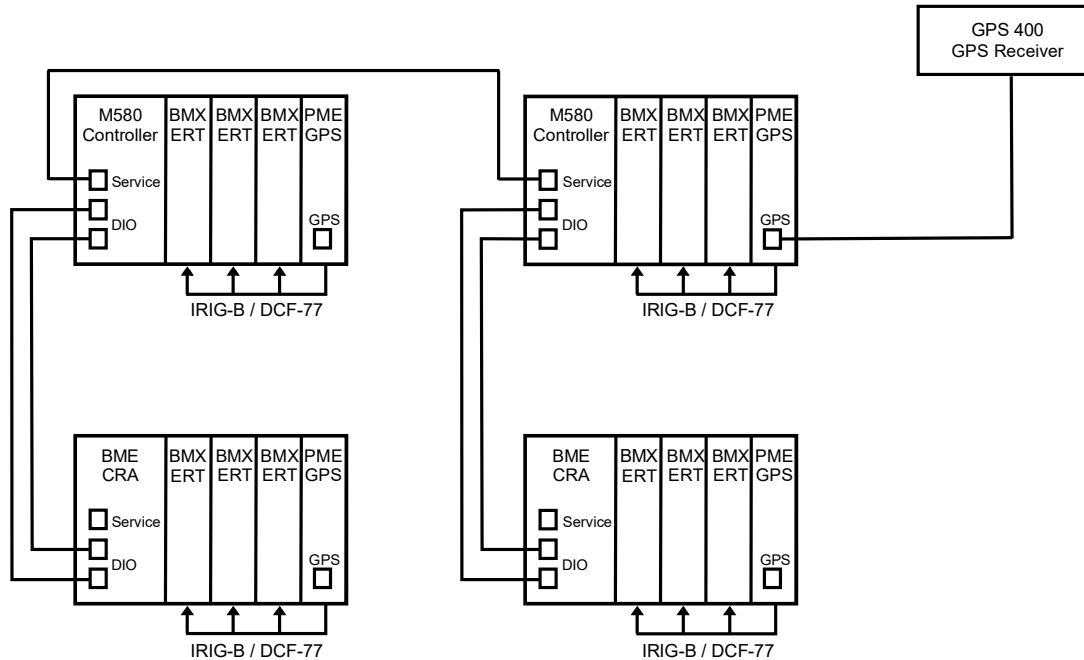 GPS 400
GPS Receiver
M580
Controller
BMX
ERT
BMX
ERT
BMX
ERT
PME
GPS
Service
DIO
GPS
IRIG-B / DCF-77
M580
Controller
BMX
ERT
BMX
ERT
BMX
ERT
PME
GPS
Service
DIO
GPS
IRIG-B / DCF-77
BME
CRA
BMX
ERT
BMX
ERT
BMX
ERT
PME
GPS
Service
DIO
GPS
IRIG-B / DCF-77
BME
CRA
BMX
ERT
BMX
ERT
BMX
ERT
PME
GPS
Service
DIO
GPS
IRIG-B / DCF-77